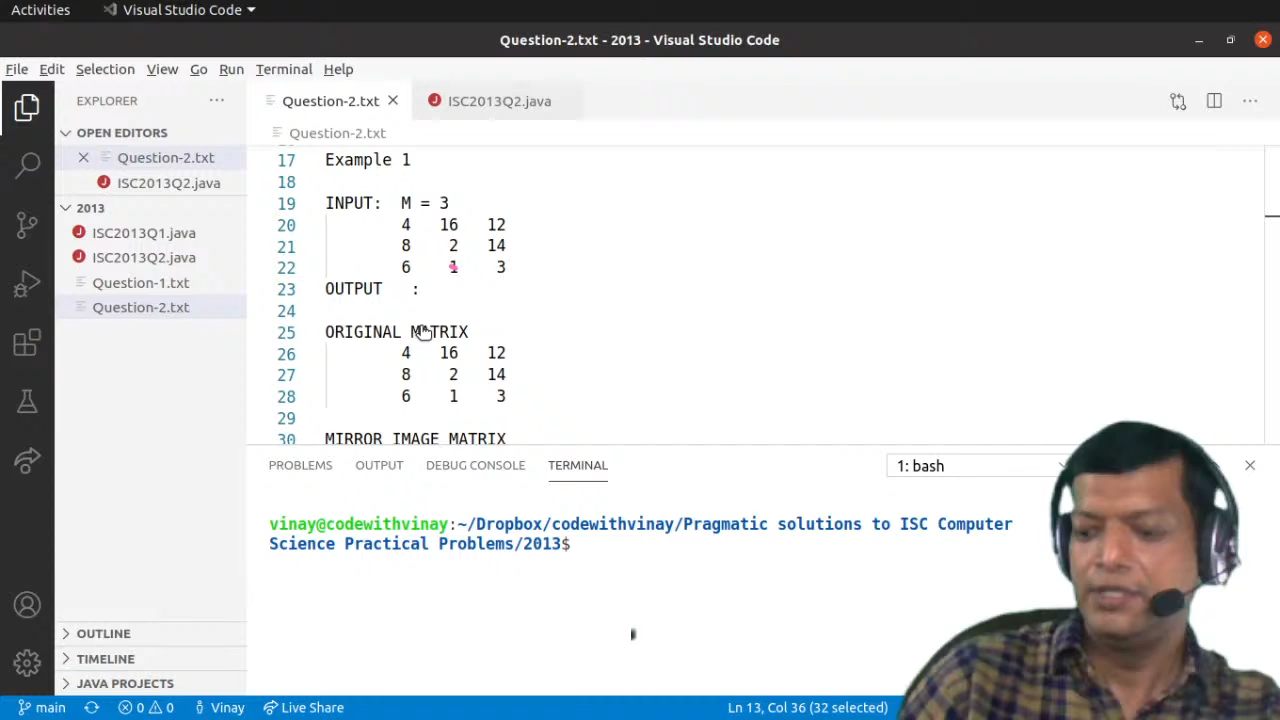 Activities Visual Studio Code
Question-2.txt - 2013 - Visual Studio Code
File Edit Selection View Go Run Terminal Help
EXPLORER
Question-2.txt ISC2013Q2.java
OPEN EDITORS
Question-2.txt
Question-2.txt
ISC2013Q2.java
2013
ISC2013Q1.java
ISC2013Q2.java
Question-1.txt
Question-2.txt
OUTLINE
TIMELINE
JAVA PROJECTS
17 Example 1
18
19 INPUT: M = 3
20 4 16 12
21 8 2 14
22 6 1 3
23 OUTPUT :
24
25 ORIGINAL MATRIX
26 4 16 12
27 8 2 14
28 6 1 3
29
30 MIRROR IMAGE MATRIX
PROBLEMS OUTPUT DEBUG CONSOLE TERMINAL 1: bash
vinay@codewithvinay:~/Dropbox/codewithvinay/Pragmatic solutions to ISC Computer
Science Practical Problems/2013$
main 0 0 Vinay Live Share Ln 13, Col 36 (32 selected)